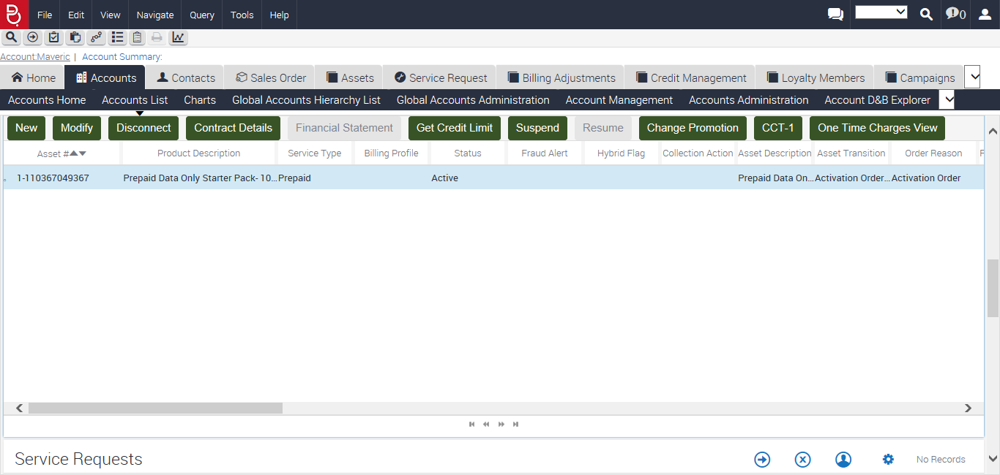 File Edit View Navigate Query Tools Help 0
Account:Maveric | Account Summary:
Home Accounts Contacts Sales Order Assets Service Request Billing Adjustments Credit Management Loyalty Members Campaigns
Accounts Home Accounts List Charts Global Accounts Hierarchy List Global Accounts Administration Account Management Accounts Administration Account D&B Explorer
New Modify Disconnect Contract Details Financial Statement Get Credit Limit Suspend Resume Change Promotion CCT-1 One Time Charges View
Asset # Product Description Service Type Billing Profile Status Fraud Alert Hybrid Flag Collection Action Asset Description Asset Transition Order Reason F
1-110367049367 Prepaid Data Only Starter Pack- 10... Prepaid Active Prepaid Data On... Activation Order... Activation Order
Service Requests No Records